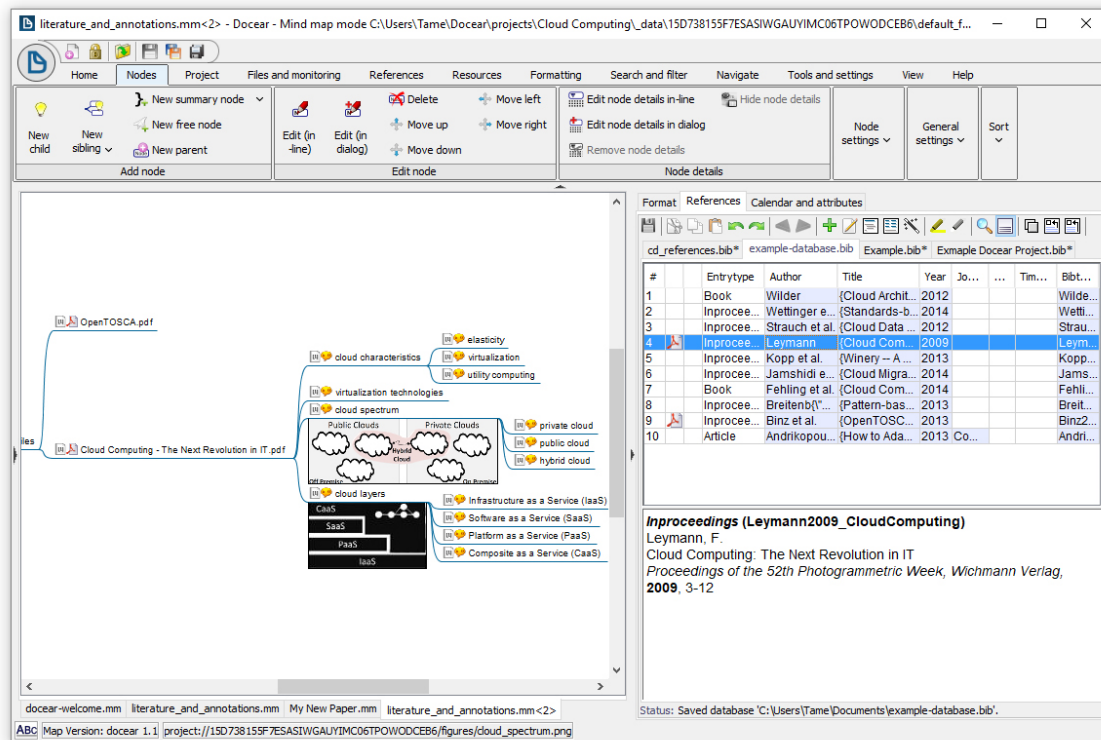 literature_and_annotations.mm<2> - Docear - Mind map mode C:\Users\Tame\Docear\projects\Cloud Computing\_data\15D738155F7ESASIWGAUYIMC06TPOWODCEB6\default_f...
Home Nodes Project Files and monitoring References Resources Formatting Search and filter Navigate Tools and settings View Help
New child
New sibling
New summary node
New free node
New parent
Add node
Edit (in -line)
Edit (in dialog)
Delete
Move up
Move down
Move left
Move right
Edit node
Edit node details in-line
Edit node details in dialog
Remove node details
Hide node details
Node details
Node settings
General settings
Sort
OpenTOSCA.pdf
iles
Cloud Computing - The Next Revolution in IT.pdf
cloud characteristics
elasticity
virtualization
utility computing
virtualization technologies
cloud spectrum
Public Clouds Private Clouds
Hybrid Cloud
Off Premise On Premise
private cloud
public cloud
hybrid cloud
cloud layers
CaaS
SaaS
PaaS
IaaS
Infrastructure as a Service (IaaS)
Software as a Service (SaaS)
Platform as a Service (PaaS)
Composite as a Service (CaaS)
docear-welcome.mm literature_and_annotations.mm My New Paper.mm literature_and_annotations.mm<2>
Format References Calendar and attributes
cd_references.bib* example-database.bib Example.bib* Exmaple Docear Project.bib*
# Entrytype Author Title Year Jo... ... Tim... Bibt...
1 Book Wilder {Cloud Archit... 2012 Wilde...
2 Inprocee... Wettinger e... {Standards-b... 2014 Wetti...
3 Inprocee... Strauch et al. {Cloud Data ... 2012 Strau...
4 Inprocee... Leymann {Cloud Com... 2009 Leym...
5 Inprocee... Kopp et al. {Winery -- A ... 2013 Kopp...
6 Inprocee... Jamshidi e... {Cloud Migra... 2014 Jams...
7 Book Fehling et al. {Cloud Com... 2014 Fehli...
8 Inprocee... Breitenb{\"... {Pattern-bas... 2013 Breit...
9 Inprocee... Binz et al. {OpenTOSC... 2013 Binz2...
10 Article Andrikopou... {How to Ada... 2013 Co... Andri...
Inproceedings (Leymann2009_CloudComputing)
Leymann, F.
Cloud Computing: The Next Revolution in IT
Proceedings of the 52th Photogrammetric Week, Wichmann Verlag,
2009, 3-12
Status: Saved database 'C:\Users\Tame\Documents\example-database.bib'.
ABC Map Version: docear 1.1 project://15D738155F7ESASIWGAUYIMC06TPOWODCEB6/figures/cloud_spectrum.png